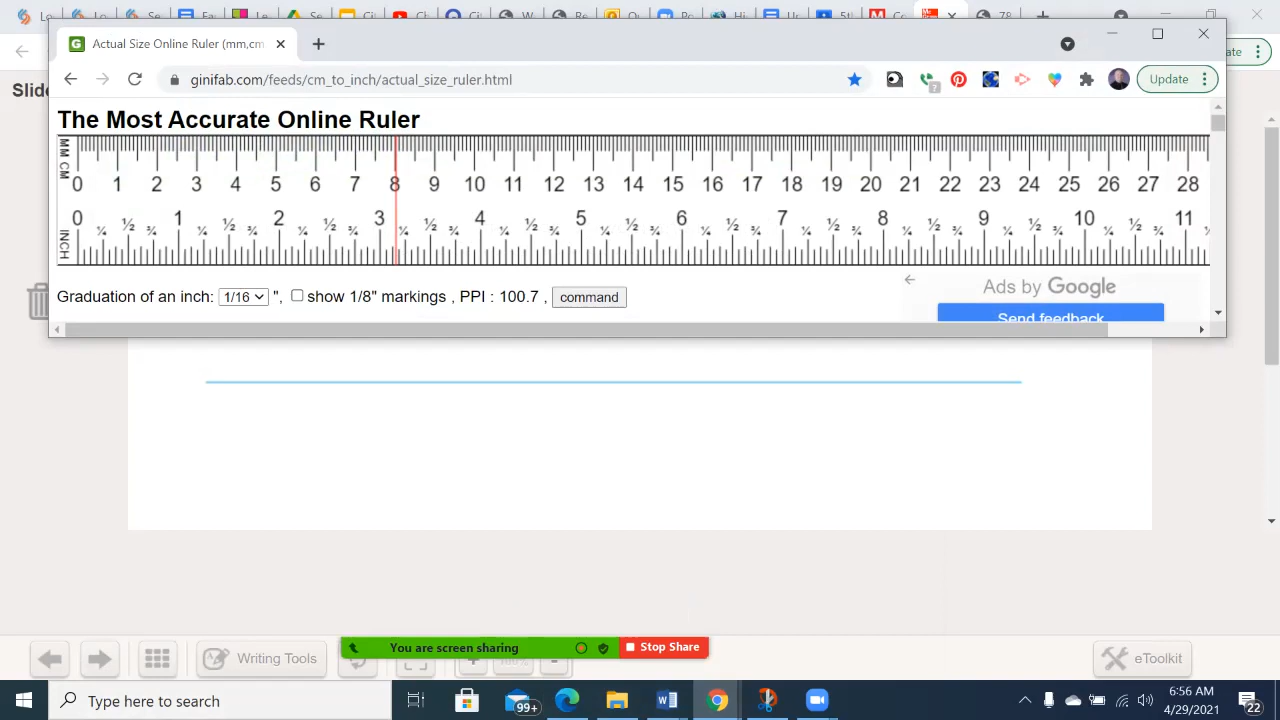 5th
78
Actual Size Online Ruler (mm,cm
ate
Slide
ginifab.com/feeds/cm_to_inch/actual_size_ruler.html
7
Update
The Most Accurate Online Ruler
MM CM
0 1 2 3 4 5 6 7 8 9 10 11 12 13 14 15 16 17 18 19 20 21 22 23 24 25 26 27 28
0 ¼ ½ ¾ 1 ¼ ½ ¾ 2 ¼ ½ ¾ 3 ¼ ½ ¾ 4 ¼ ½ ¾ 5 ¼ ½ ¾ 6 ¼ ½ ¾ 7 ¼ ½ ¾ 8 ¼ ½ ¾ 9 ¼ ½ ¾ 10 ¼ ½ ¾ 11
INCH
Graduation of an inch: 1/16 ", show 1/8" markings , PPI : 100.7 , command
Ads by Google
Send feedback
Writing Tools
You are screen sharing
Stop Share
100%
eToolkit
Type here to search
99+
6:56 AM
4/29/2021
22